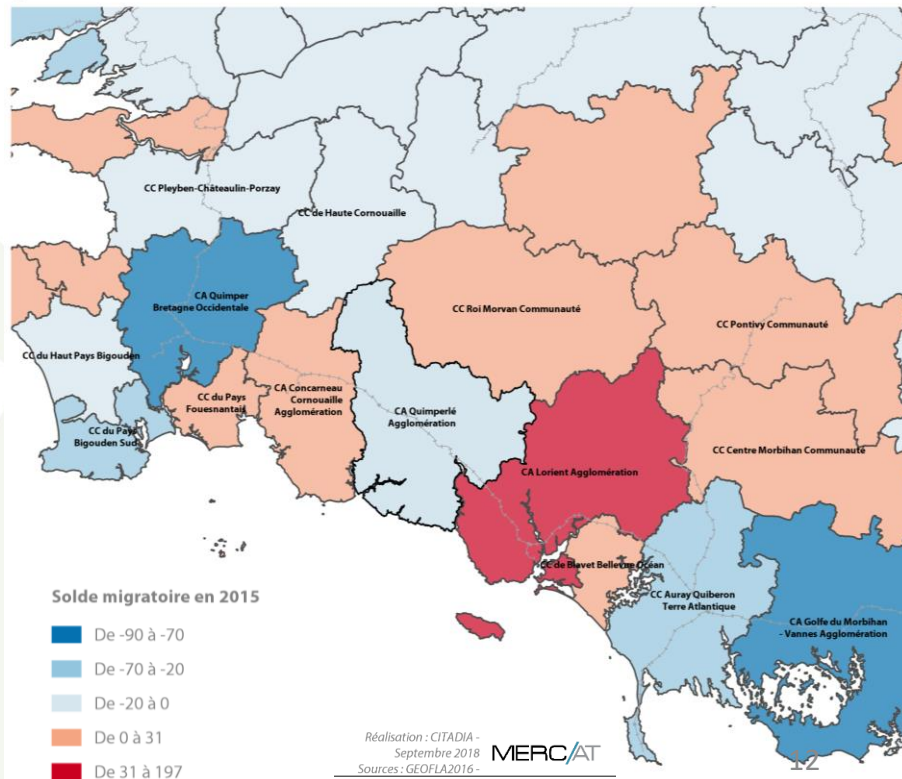 CC Pleyben-Châteaulin-Porzay
CC de Haute Cornouaille
CA Quimper
Bretagne Occidentale
CC Roi Morvan Communauté
CC Pontivy Communauté
CC du Haut Pays Bigouden
CC du Pays
Fouesnantais
CA Concarneau
Cornouaille
Agglomération
CA Quimperlé
Agglomération
CC du Pays
Bigouden Sud
CC Centre Morbihan Communauté
CA Lorient Agglomération
CC de Blavet Bellevue Océan
CC Auray Quiberon
Terre Atlantique
CA Golfe du Morbihan
- Vannes Agglomération
Solde migratoire en 2015
De -90 à -70
De -70 à -20
De -20 à 0
De 0 à 31
De 31 à 197
Réalisation : CITADIA -
Septembre 2018
Sources : GEOFLA2016 -
MERC/AT
12